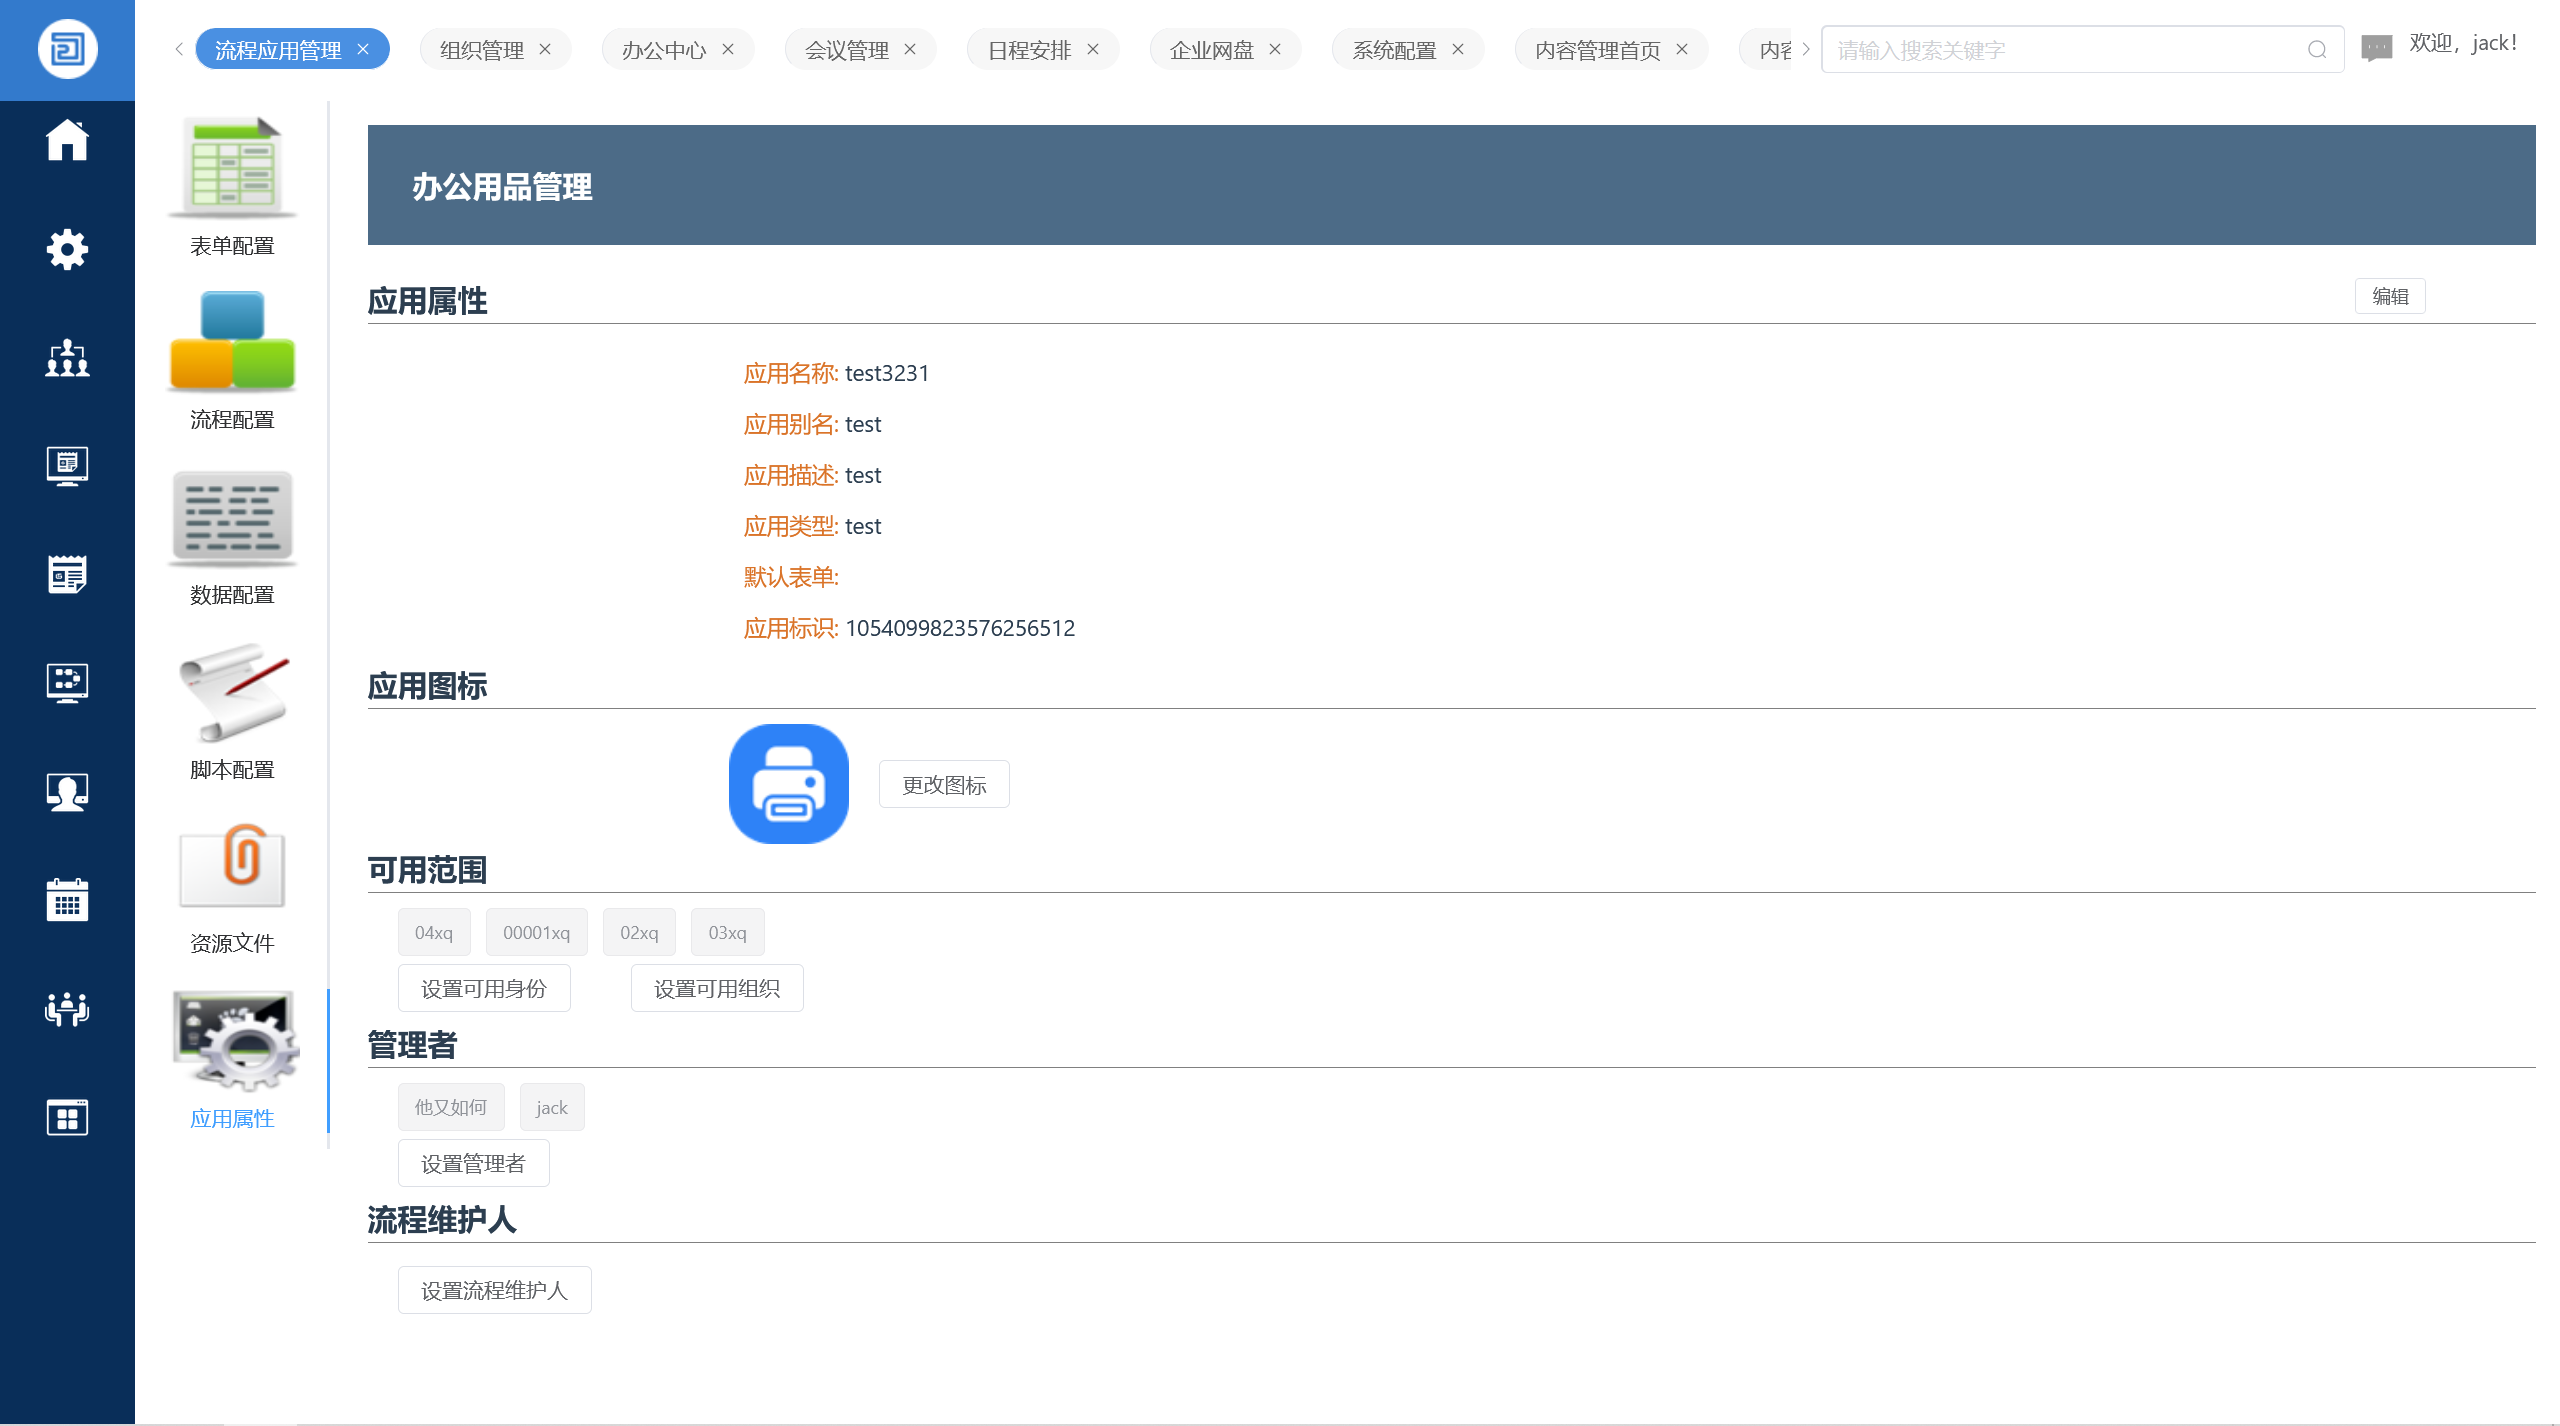 流程应用管理
组织管理
办公中心
会议管理
日程安排
企业网盘
系统配置
内容管理首页
内容
请输入搜索关键字
欢迎，jack！
表单配置
流程配置
数据配置
脚本配置
资源文件
应用属性
办公用品管理
应用属性
编辑
应用名称: test3231
应用别名: test
应用描述: test
应用类型: test
默认表单:
应用标识: 1054099823576256512
应用图标
更改图标
可用范围
04xq 00001xq 02xq 03xq
设置可用身份 设置可用组织
管理者
他又如何 jack
设置管理者
流程维护人
设置流程维护人